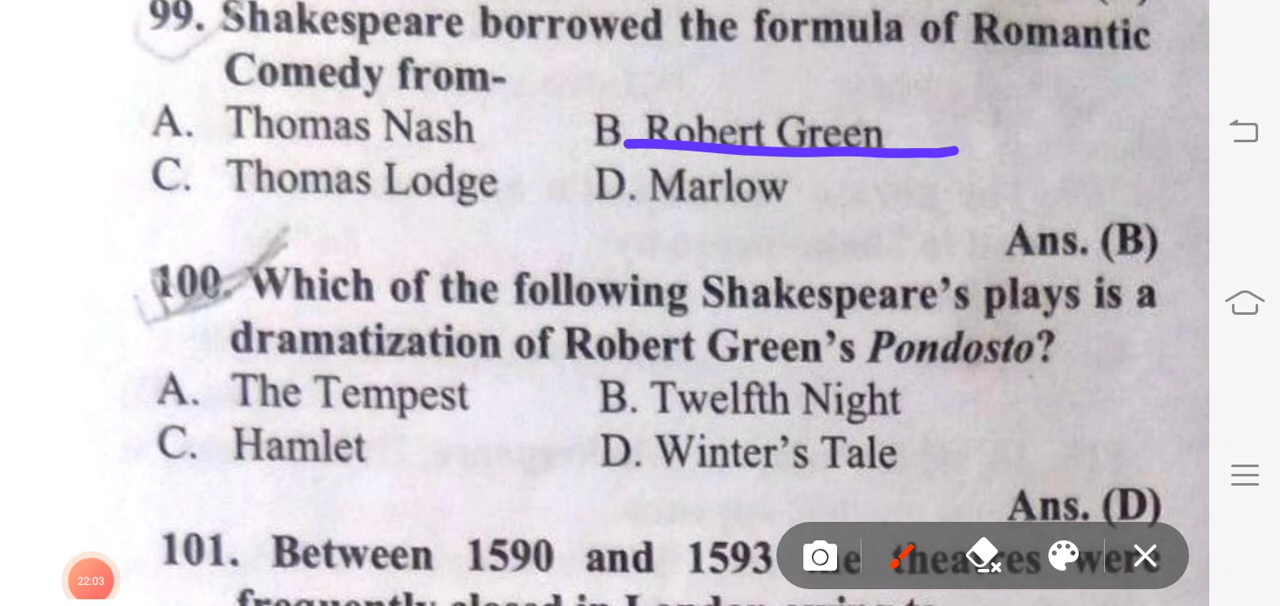 99. Shakespeare borrowed the formula of Romantic
Comedy from-
A. Thomas Nash B. Robert Green
C. Thomas Lodge D. Marlow
Ans. (B)
100. Which of the following Shakespeare's plays is a
dramatization of Robert Green's Pondosto?
A. The Tempest B. Twelfth Night
C. Hamlet D. Winter's Tale
Ans. (D)
101. Between 1590 and 1593 theatres were
22:03